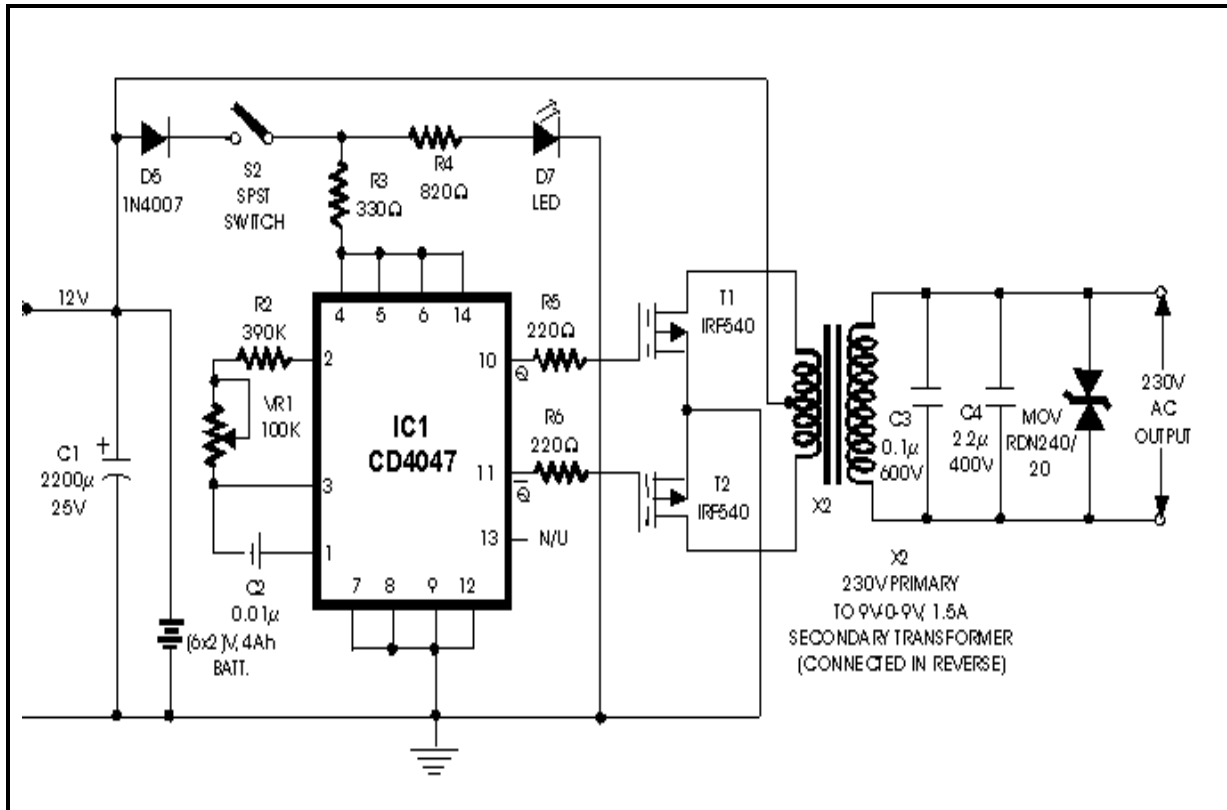 D5
1N4007
S2
SPST
SWITCH
R3
330Ω
R4
820Ω
D7
LED
12V
R2
390K
VR1
100K
C1
2200µ
25V
+
C2
0.01µ
(6x2)V, 4Ah
BATT.
4 5 6 14
2
3
1
IC1
CD4047
10
11
13
7 8 9 12
Q
Q̅
N/U
R5
220Ω
R6
220Ω
T1
IRF540
T2
IRF540
X2
C3
0.1µ
600V
C4
2.2µ
400V
MOV
RDN240/
20
230V
AC
OUTPUT
X2
230V PRIMARY
TO 9V-0-9V, 1.5A
SECONDARY TRANSFORMER
(CONNECTED IN REVERSE)